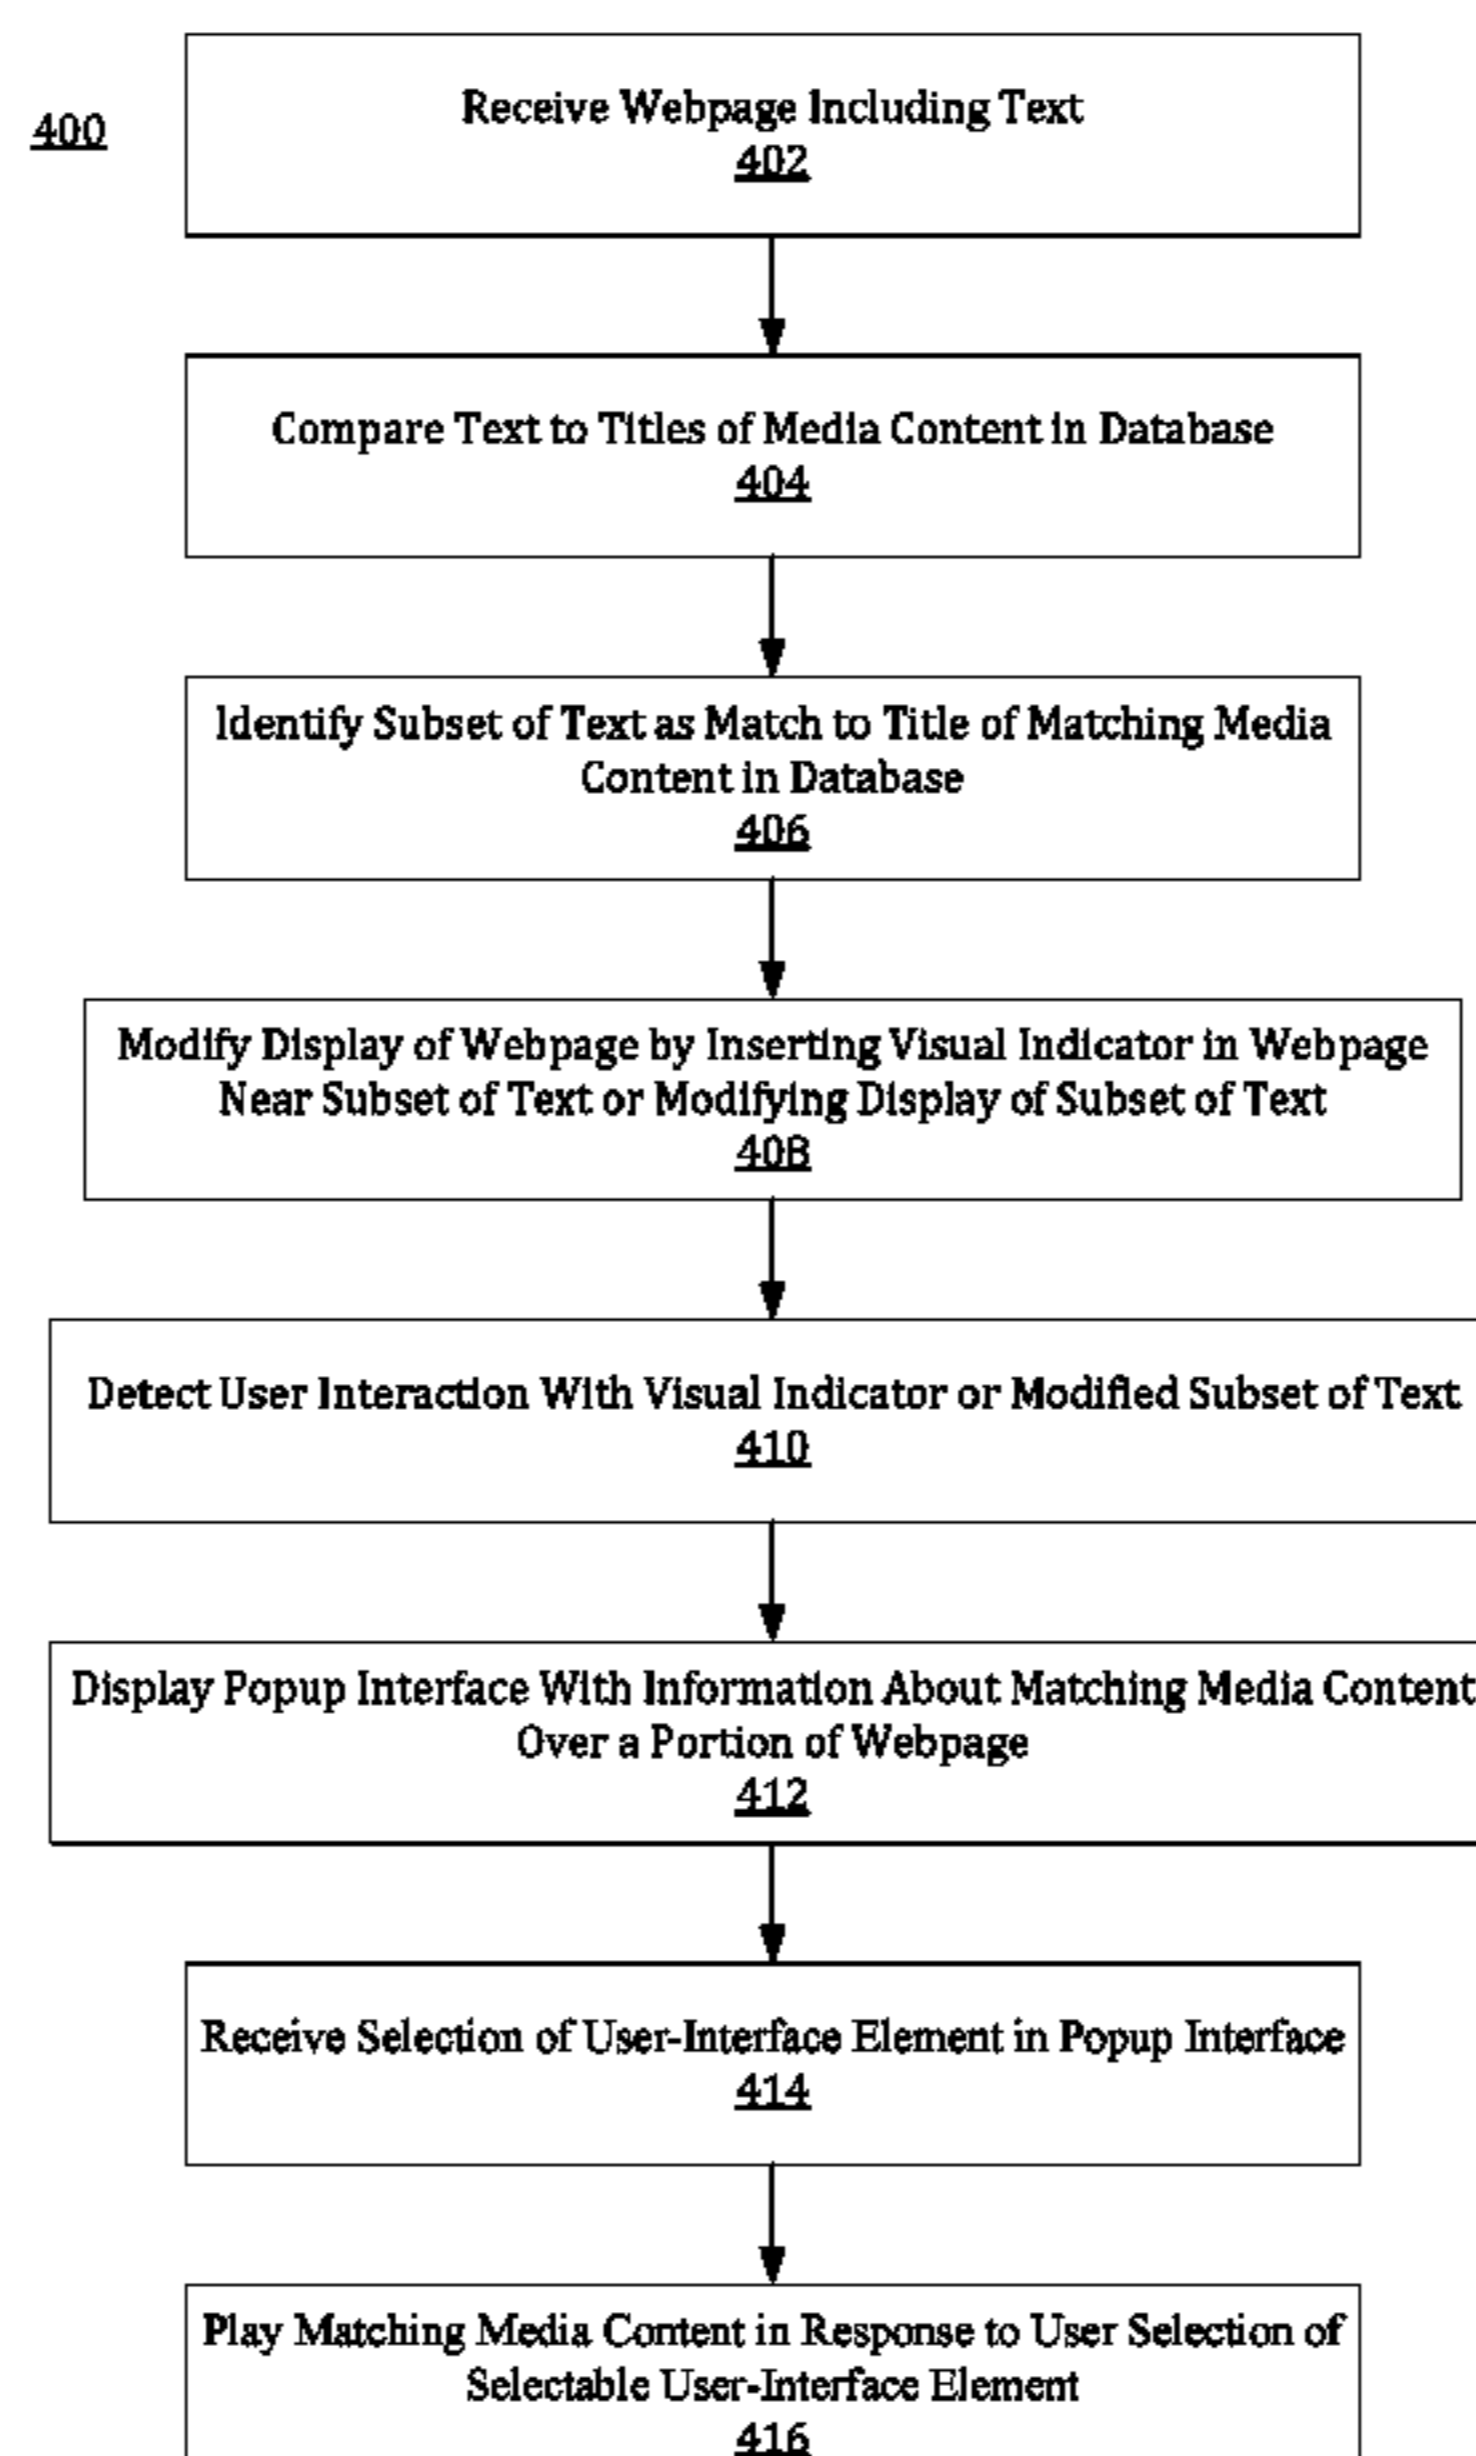 400
Receive Webpage Including Text
402
Compare Text to Titles of Media Content in Database
404
Identify Subset of Text as Match to Title of Matching Media
Content in Database
406
Modify Display of Webpage by Inserting Visual Indicator in Webpage
Near Subset of Text or Modifying Display of Subset of Text
408
Detect User Interaction With Visual Indicator or Modified Subset of Text
410
Display Popup Interface With Information About Matching Media Content
Over a Portion of Webpage
412
Receive Selection of User-Interface Element in Popup Interface
414
Play Matching Media Content in Response to User Selection of
Selectable User-Interface Element
416